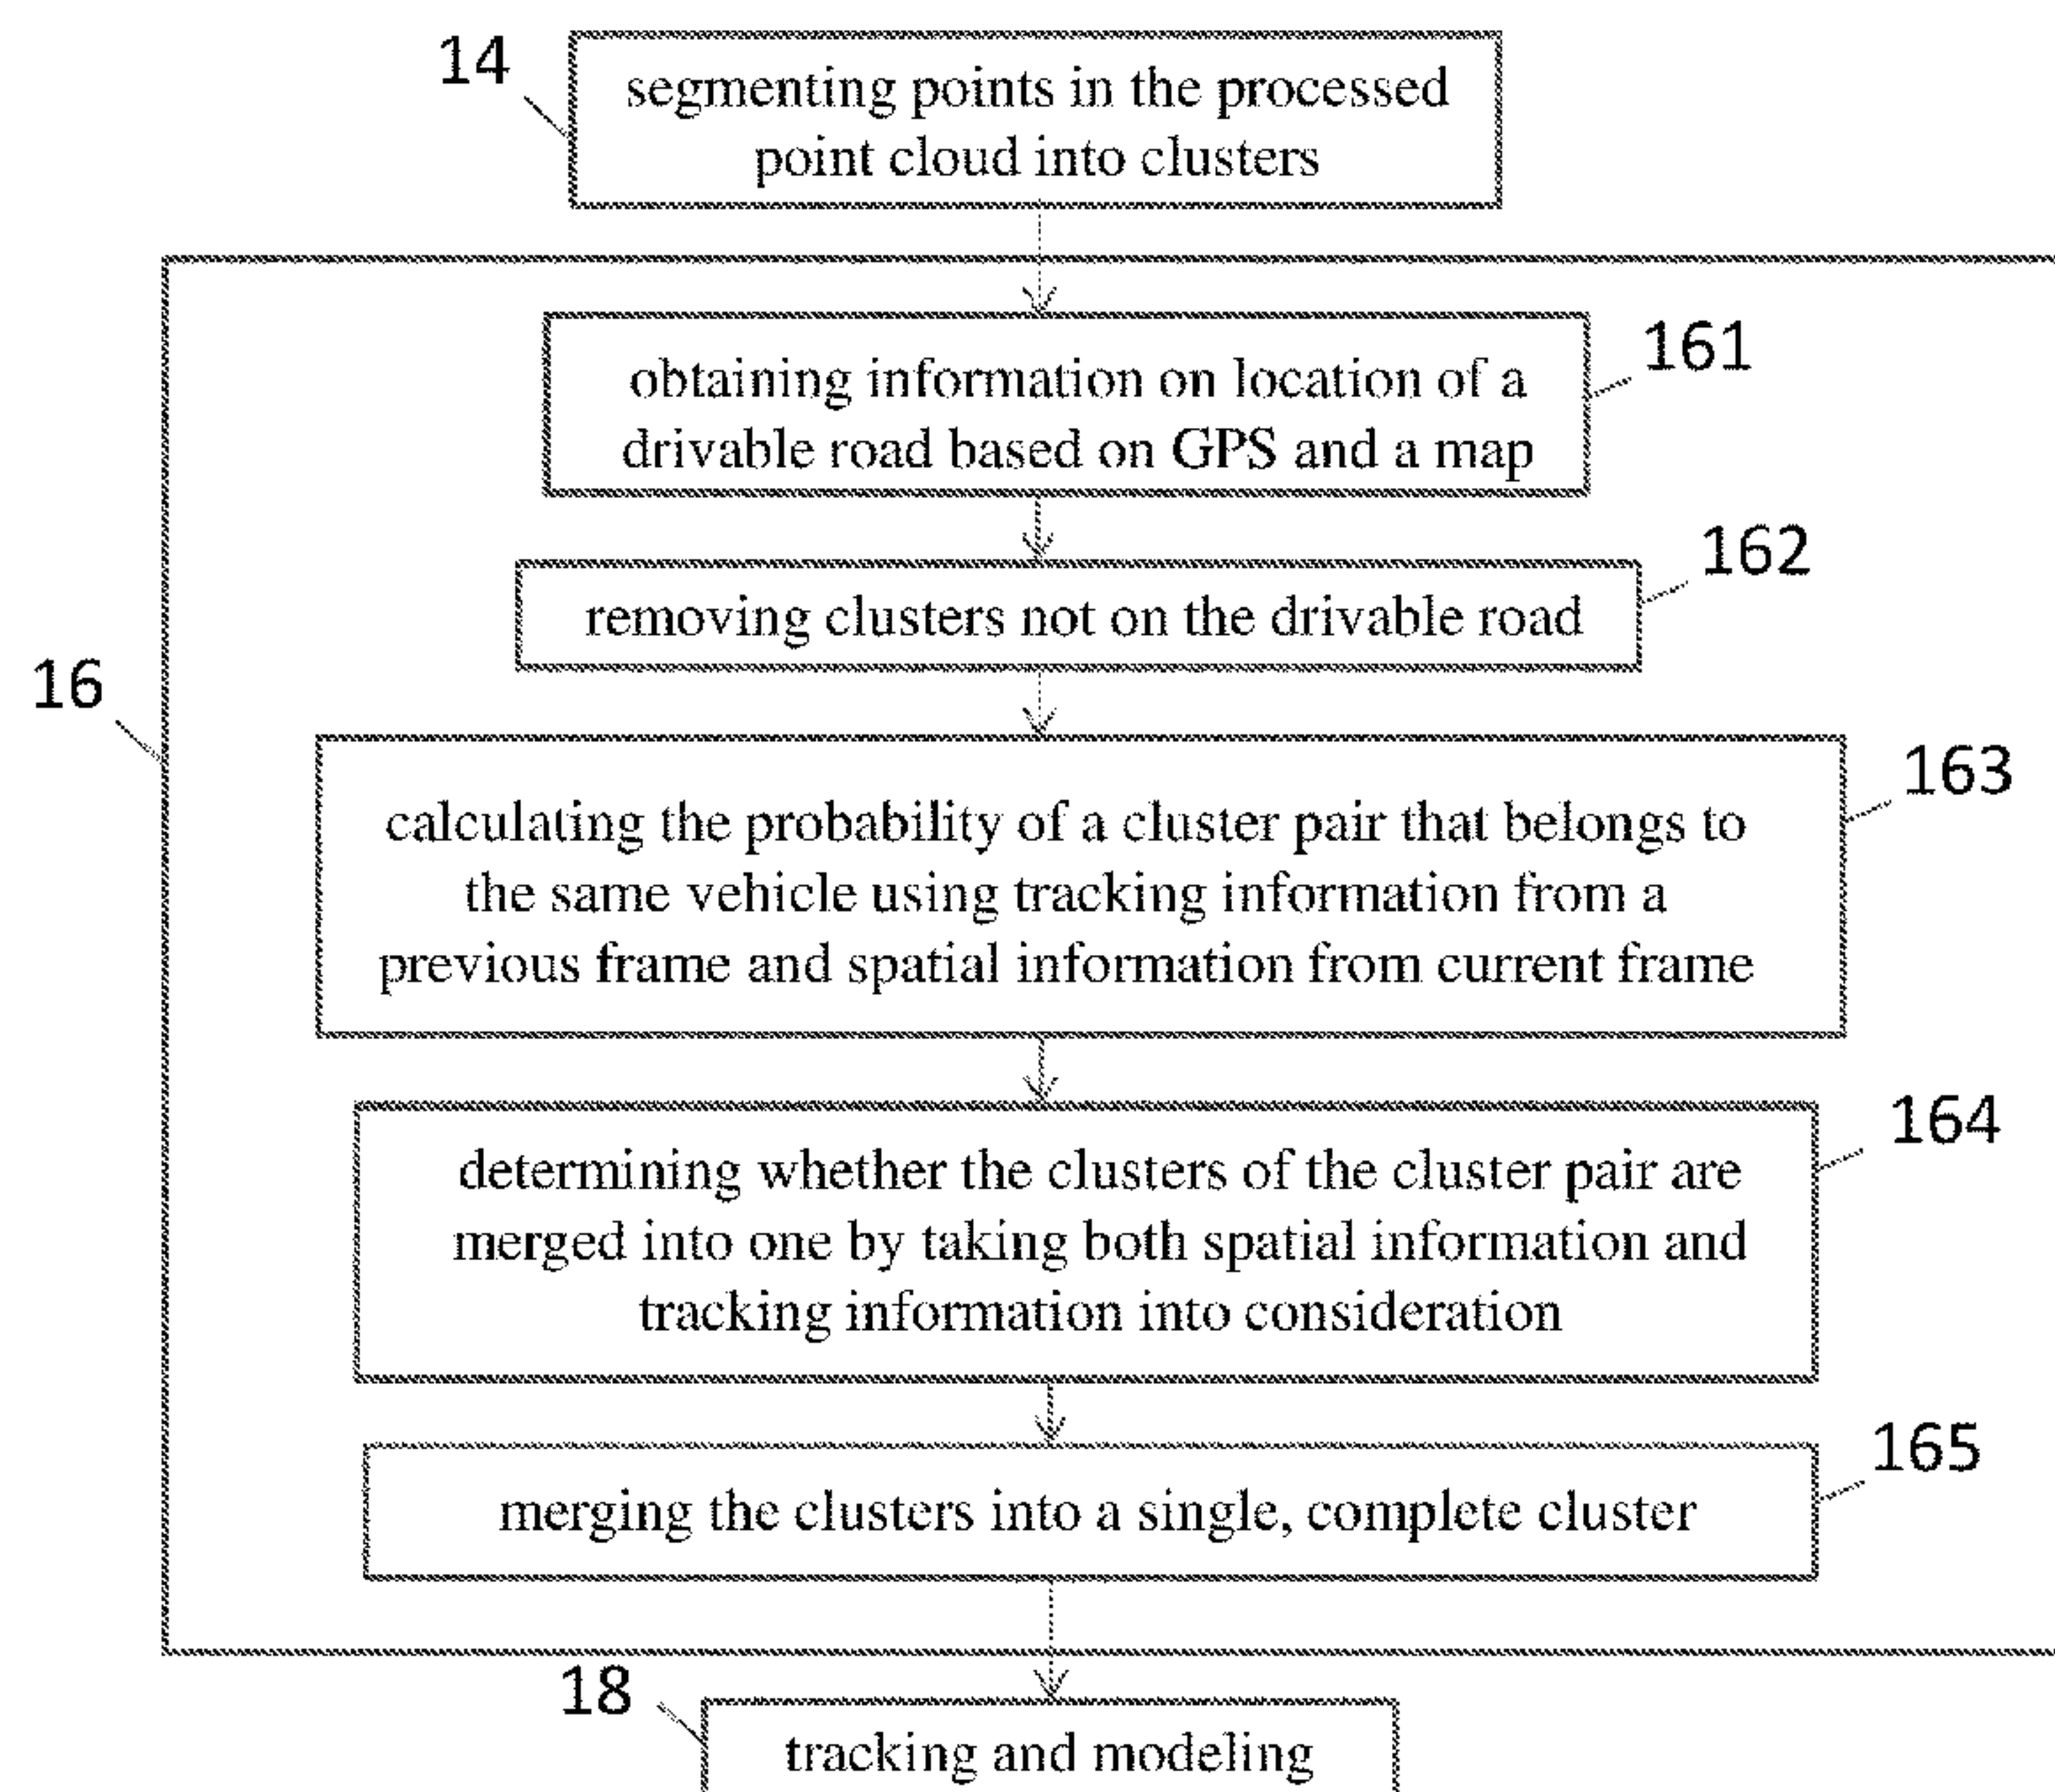 14
segmenting points in the processed
point cloud into clusters
161
obtaining information on location of a
drivable road based on GPS and a map
162
removing clusters not on the drivable road
16
163
calculating the probability of a cluster pair that belongs to
the same vehicle using tracking information from a
previous frame and spatial information from current frame
164
determining whether the clusters of the cluster pair are
merged into one by taking both spatial information and
tracking information into consideration
165
merging the clusters into a single, complete cluster
18
tracking and modeling